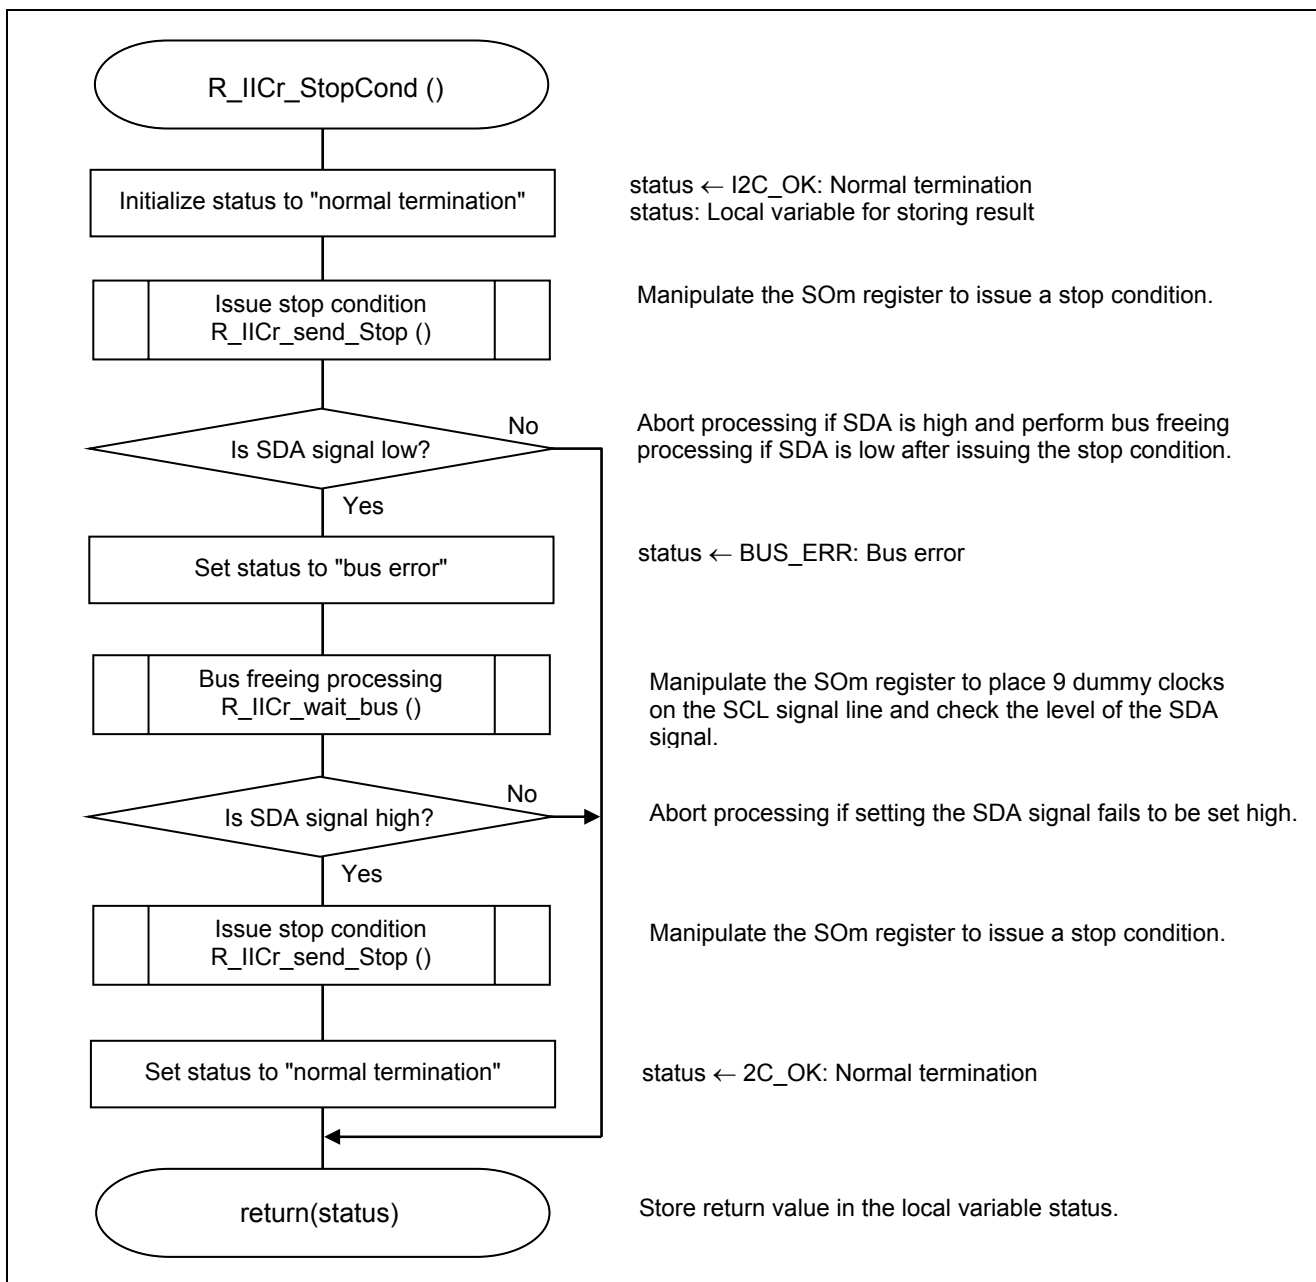 R_IICr_StopCond ()
Initialize status to "normal termination"
status ← I2C_OK: Normal termination
status: Local variable for storing result
Issue stop condition
R_IICr_send_Stop ()
Manipulate the SOm register to issue a stop condition.
Is SDA signal low?
No
Yes
Abort processing if SDA is high and perform bus freeing
processing if SDA is low after issuing the stop condition.
Set status to "bus error"
status ← BUS_ERR: Bus error
Bus freeing processing
R_IICr_wait_bus ()
Manipulate the SOm register to place 9 dummy clocks
on the SCL signal line and check the level of the SDA
signal.
Is SDA signal high?
No
Yes
Abort processing if setting the SDA signal fails to be set high.
Issue stop condition
R_IICr_send_Stop ()
Manipulate the SOm register to issue a stop condition.
Set status to "normal termination"
status ← 2C_OK: Normal termination
return(status)
Store return value in the local variable status.